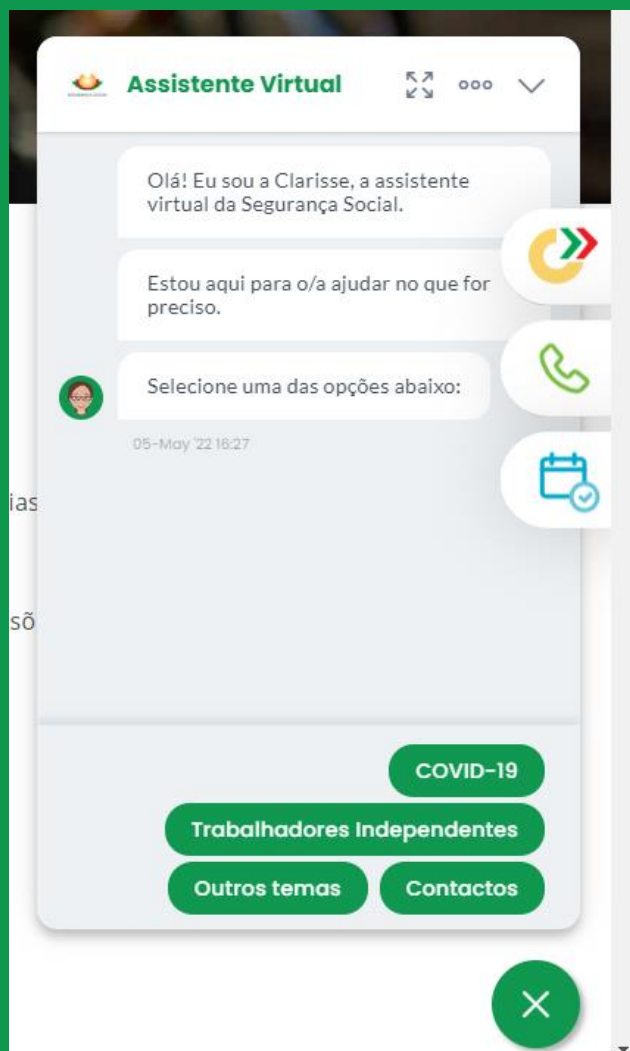 Assistente Virtual
Olá! Eu sou a Clarisse, a assistente
virtual da Segurança Social.
Estou aqui para o/a ajudar no que for
preciso.
Selecione uma das opções abaixo:
05-May '22 16:27
ias
sõ
COVID-19
Trabalhadores Independentes
Outros temas
Contactos